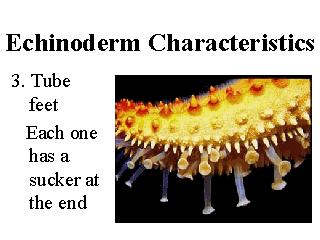 Echinoderm Characteristics
3. Tube
feet
Each one
has a
sucker at
the end